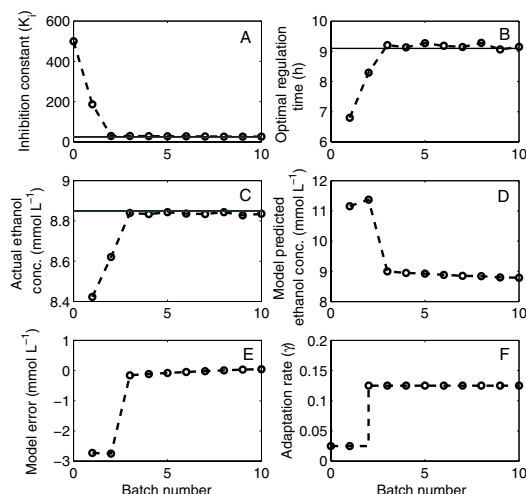 Inhibition constant (Kᵢ)
600
400
200
0
0
5
10
A
Optimal regulation
time (h)
10
9
8
7
6
0
5
10
B
Actual ethanol
conc. (mmol L⁻¹)
9
8.8
8.6
8.4
0
5
10
C
Model predicted
ethanol conc. (mmol L⁻¹)
12
11
10
9
8
0
5
10
D
Model error (mmol L⁻¹)
1
0
−1
−2
−3
0
5
10
Batch number
E
Adaptation rate (γ)
0.2
0.15
0.1
0.05
0
0
5
10
Batch number
F